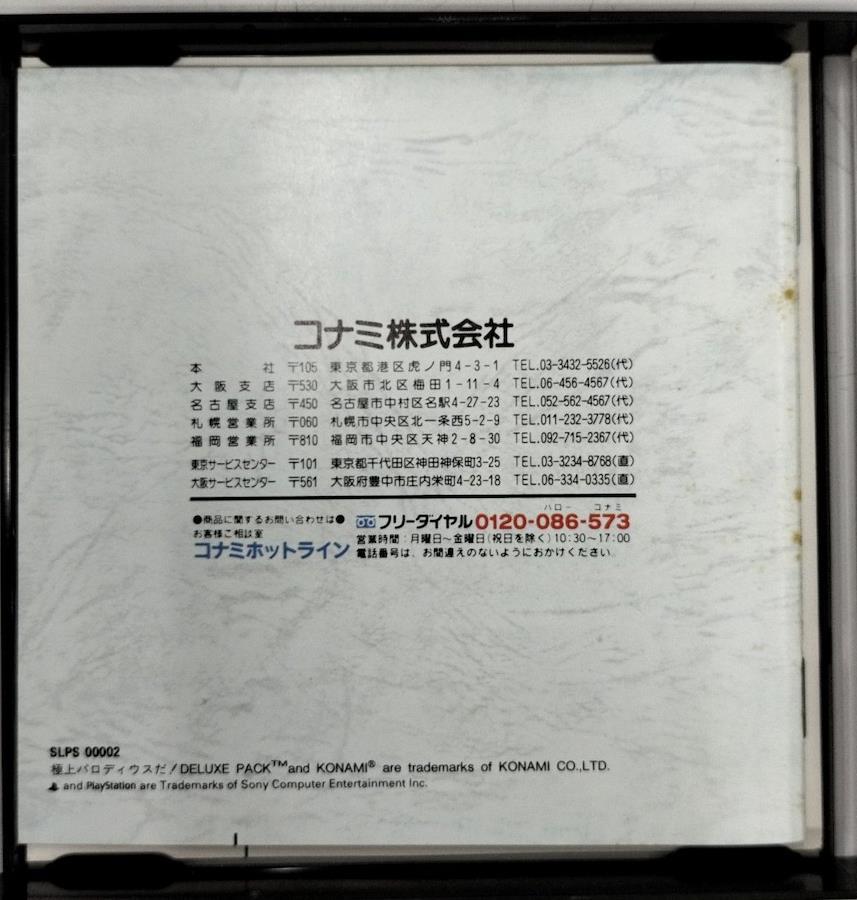 コナミ株式会社
本社 〒105 東京都港区虎ノ門4-3-1 TEL.03-3432-5526(代)
大阪支店 〒530 大阪市北区梅田1-11-4 TEL.06-456-4567(代)
名古屋支店 〒450 名古屋市中村区名駅4-27-23 TEL.052-562-4567(代)
札幌営業所 〒060 札幌市中央区北一条西5-2-9 TEL.011-232-3778(代)
福岡営業所 〒810 福岡市中央区天神2-8-30 TEL.092-715-2367(代)
東京サービスセンター 〒101 東京都千代田区神田神保町3-25 TEL.03-3234-8768(直)
大阪サービスセンター 〒561 大阪府豊中市庄内栄町4-23-18 TEL.06-334-0335(直)
●商品に関するお問い合わせは●
お客様ご相談室
コナミホットライン
ハロー コナミ
フリーダイヤル0120-086-573
営業時間:月曜日〜金曜日(祝日を除く)10:30〜17:00
電話番号は、お間違えのないようにおかけください。
SLPS 00002
極上パロディウスだ!DELUXE PACK™and KONAMI® are trademarks of KONAMI CO.,LTD.
and PlayStation are Trademarks of Sony Computer Entertainment Inc.